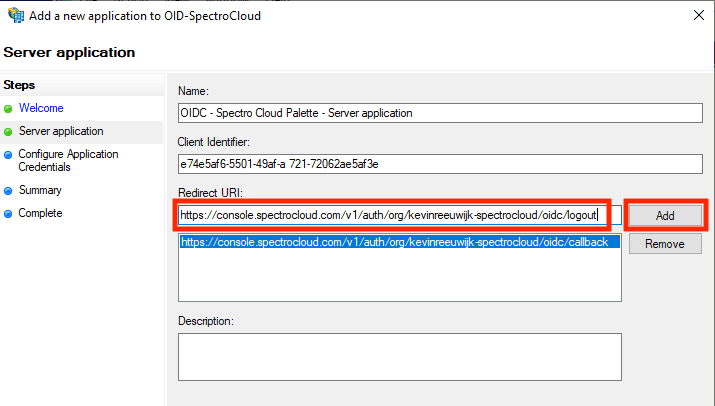 Add a new application to OID-SpectroCloud
Server application
Steps
Welcome
Server application
Configure Application
Credentials
Summary
Complete
Name:
OIDC - Spectro Cloud Palette - Server application
Client Identifier:
e74e5af6-5501-49af-a 721-72062ae5af3e
Redirect URI:
https://console.spectrocloud.com/v1/auth/org/kevinreeuwijk-spectrocloud/oidc/logout
Add
https://console.spectrocloud.com/v1/auth/org/kevinreeuwijk-spectrocloud/oidc/callback
Remove
Description: